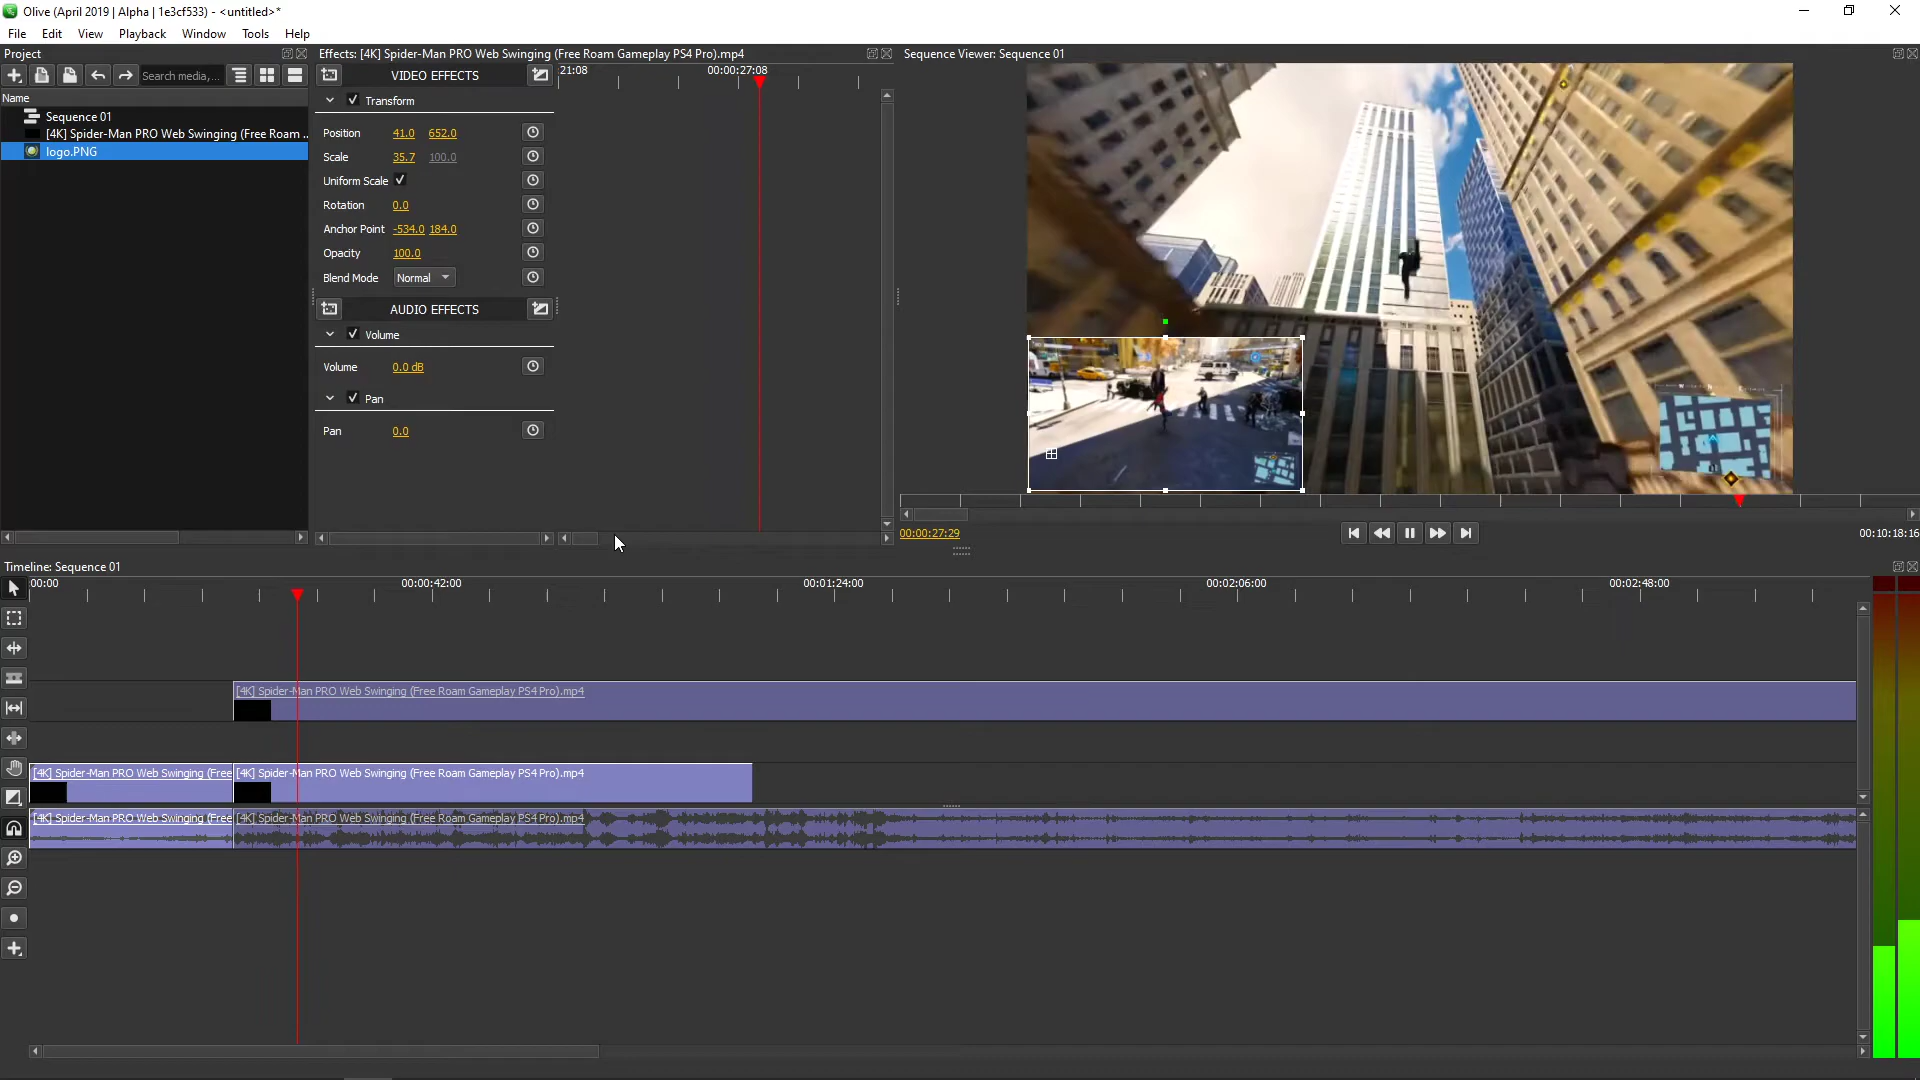 Olive (April 2019 | Alpha | 1e3cf533) - <untitled>*
File Edit View Playback Window Tools Help
Project
Effects: [4K] Spider-Man PRO Web Swinging (Free Roam Gameplay PS4 Pro).mp4
Sequence Viewer: Sequence 01
Search media,...
VIDEO EFFECTS
21:08
00:00:27:08
Name
Transform
Sequence 01
[4K] Spider-Man PRO Web Swinging (Free Roam ...
logo.PNG
Position 41.0 652.0
Scale 35.7 100.0
Uniform Scale
Rotation 0.0
Anchor Point -534.0 184.0
Opacity 100.0
Blend Mode Normal
AUDIO EFFECTS
Volume
Volume 0.0 dB
Pan
Pan 0.0
00:00:27:29
00:10:18:16
Timeline: Sequence 01
00:00 00:00:42:00 00:01:24:00 00:02:06:00 00:02:48:00
[4K] Spider-Man PRO Web Swinging (Free Roam Gameplay PS4 Pro).mp4
[4K] Spider-Man PRO Web Swinging (Free
[4K] Spider-Man PRO Web Swinging (Free Roam Gameplay PS4 Pro).mp4
[4K] Spider-Man PRO Web Swinging (Free
[4K] Spider-Man PRO Web Swinging (Free Roam Gameplay PS4 Pro).mp4